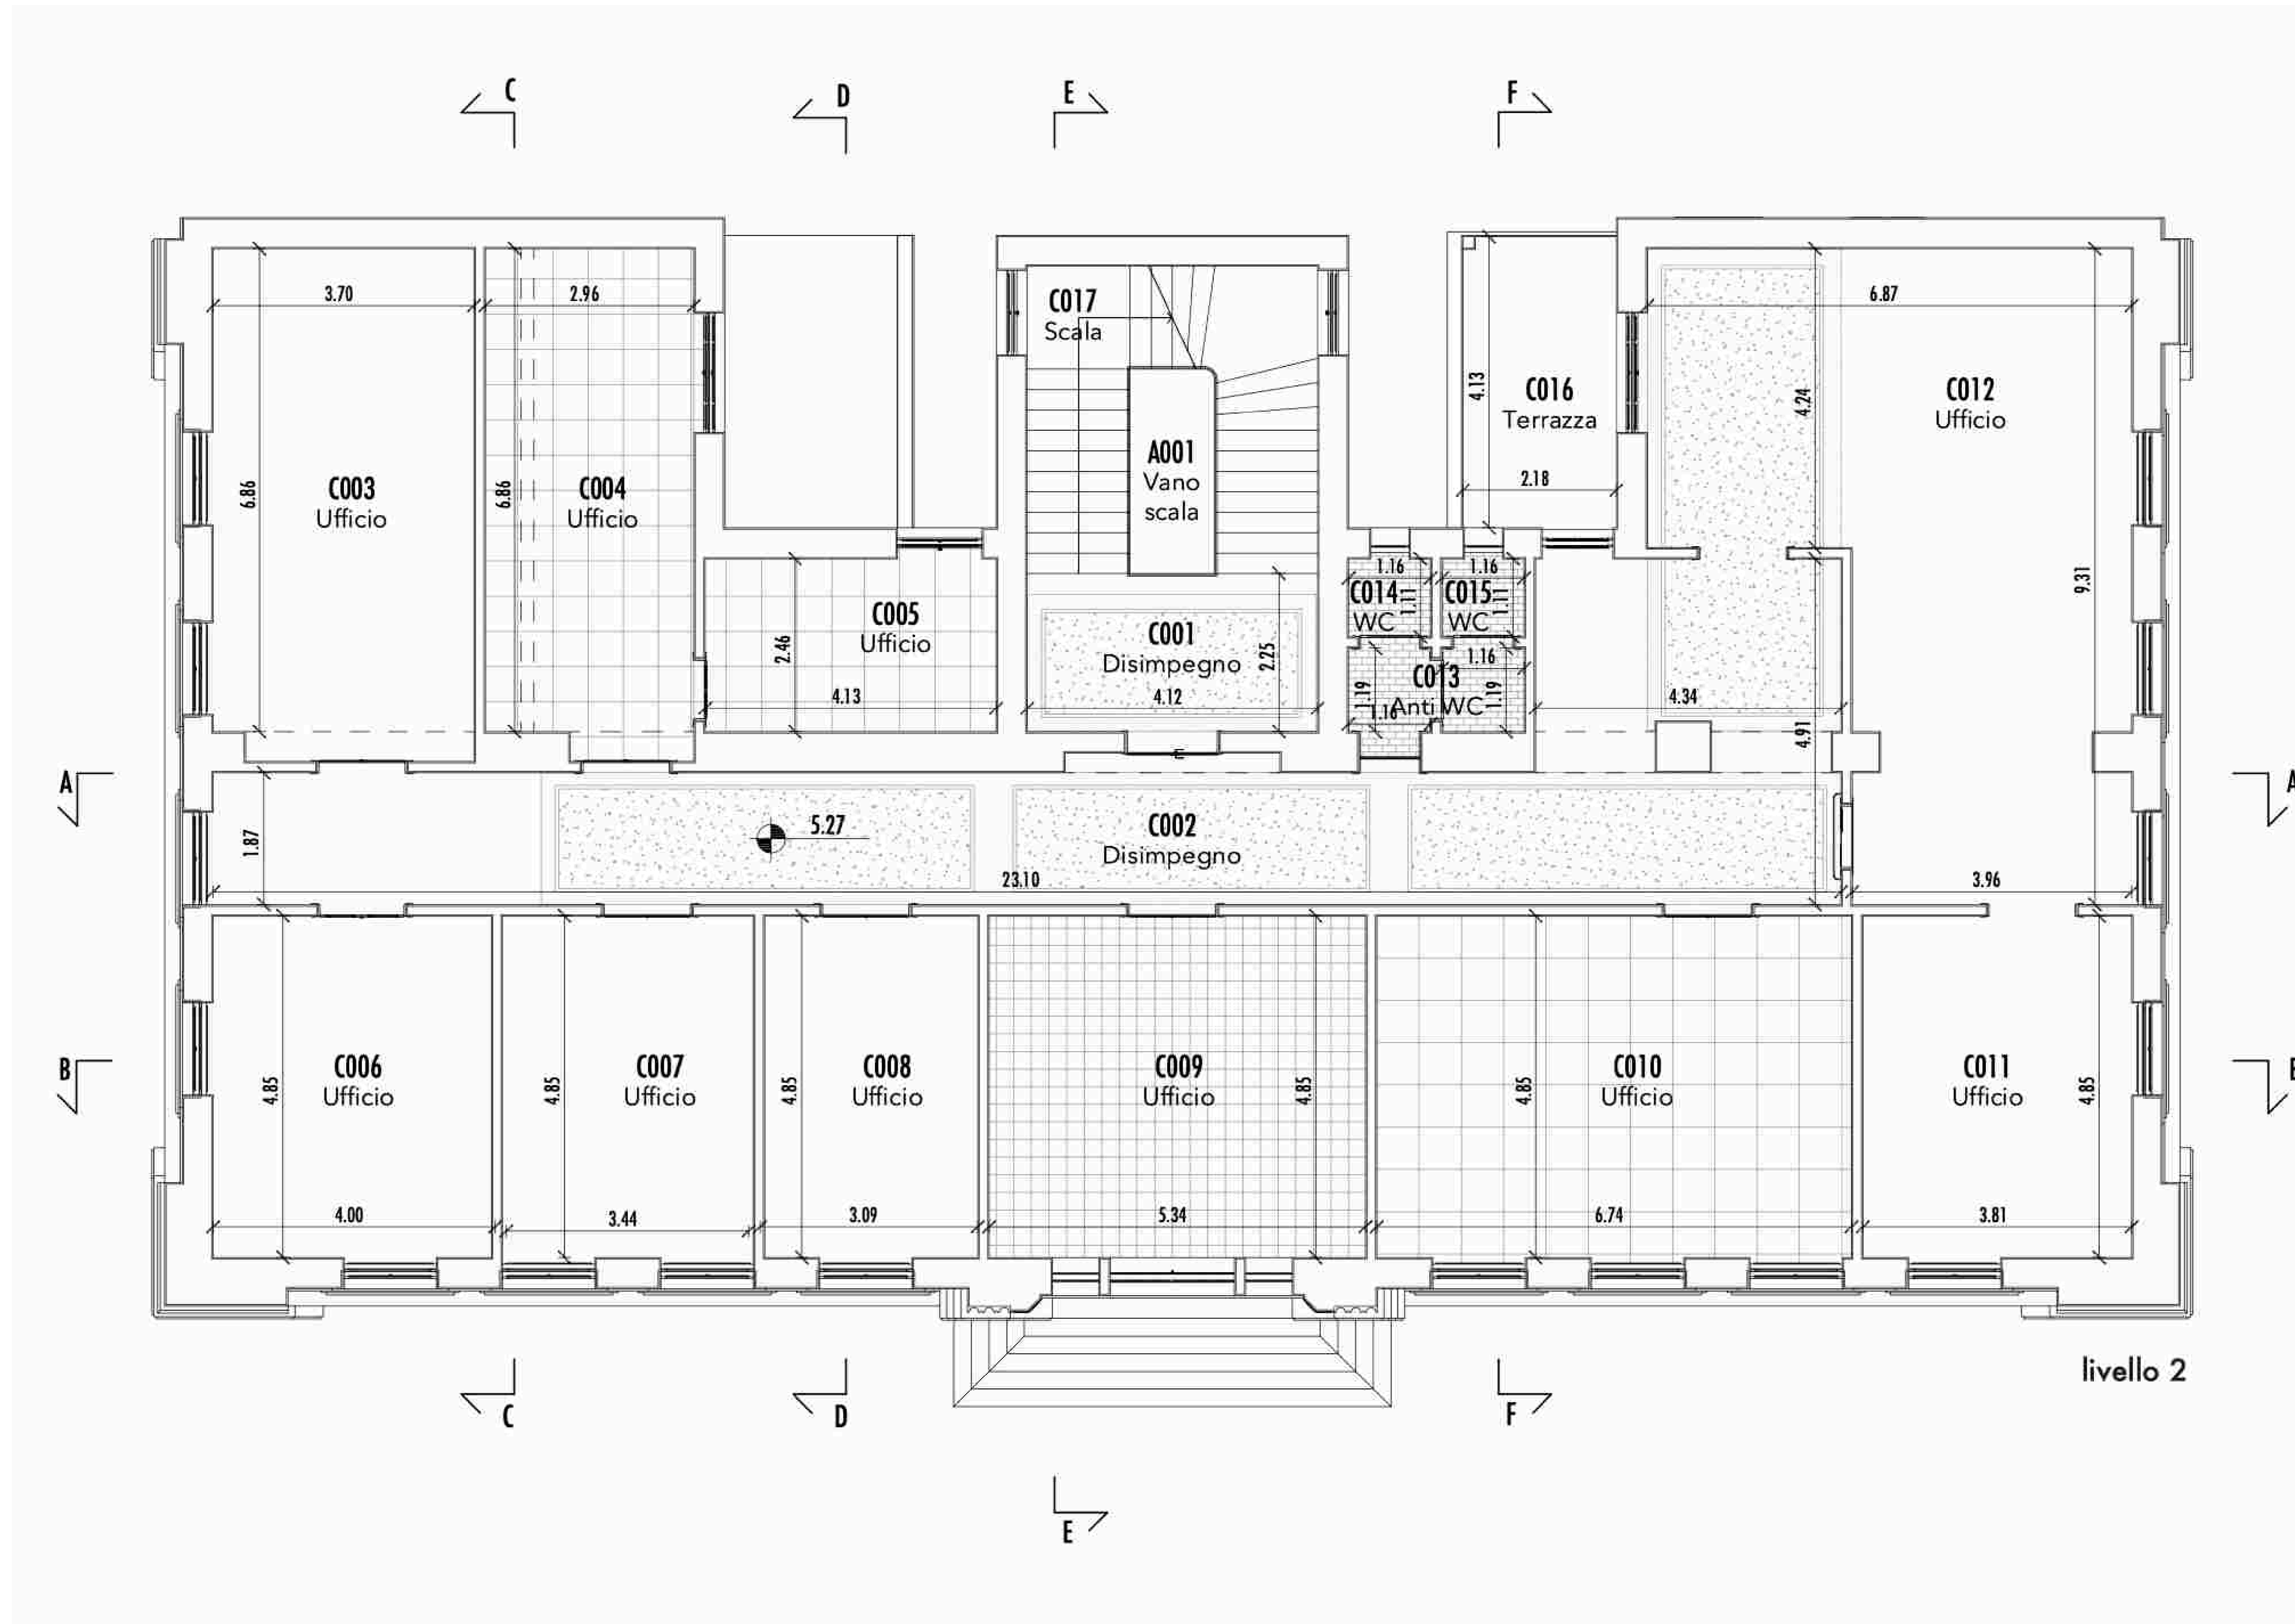 C
D
E
F
C017
Scala
3.70
2.96
6.87
C016
Terrazza
4.13
4.24
C012
Ufficio
A001
Vano
scala
C003
Ufficio
6.86
C004
Ufficio
6.86
2.18
C005
Ufficio
2.46
4.13
C001
Disimpegno
2.25
4.12
1.16
C014
WC
1.11
1.16
C015
WC
1.11
1.16
C013
Anti WC
1.19
1.16
1.19
4.34
4.91
9.31
A
A
1.87
5.27
C002
Disimpegno
23.10
3.96
B
C006
Ufficio
4.85
4.00
C007
Ufficio
4.85
3.44
C008
Ufficio
4.85
3.09
C009
Ufficio
4.85
5.34
C010
Ufficio
4.85
6.74
C011
Ufficio
4.85
3.81
livello 2
C
D
F
E